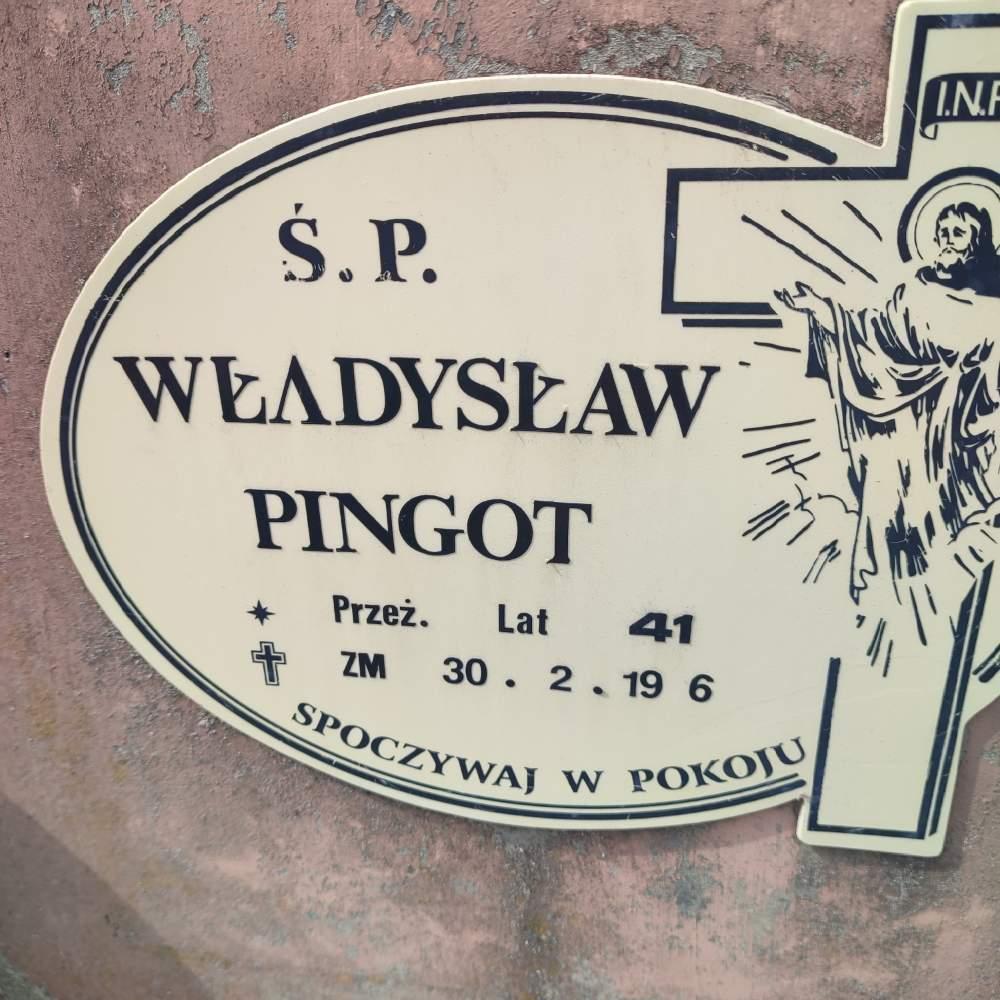 Ś. P.
WŁADYSŁAW
PINGOT
Przeż. Lat 41
ZM 30 . 2 . 19 6
SPOCZYWAJ W POKOJU